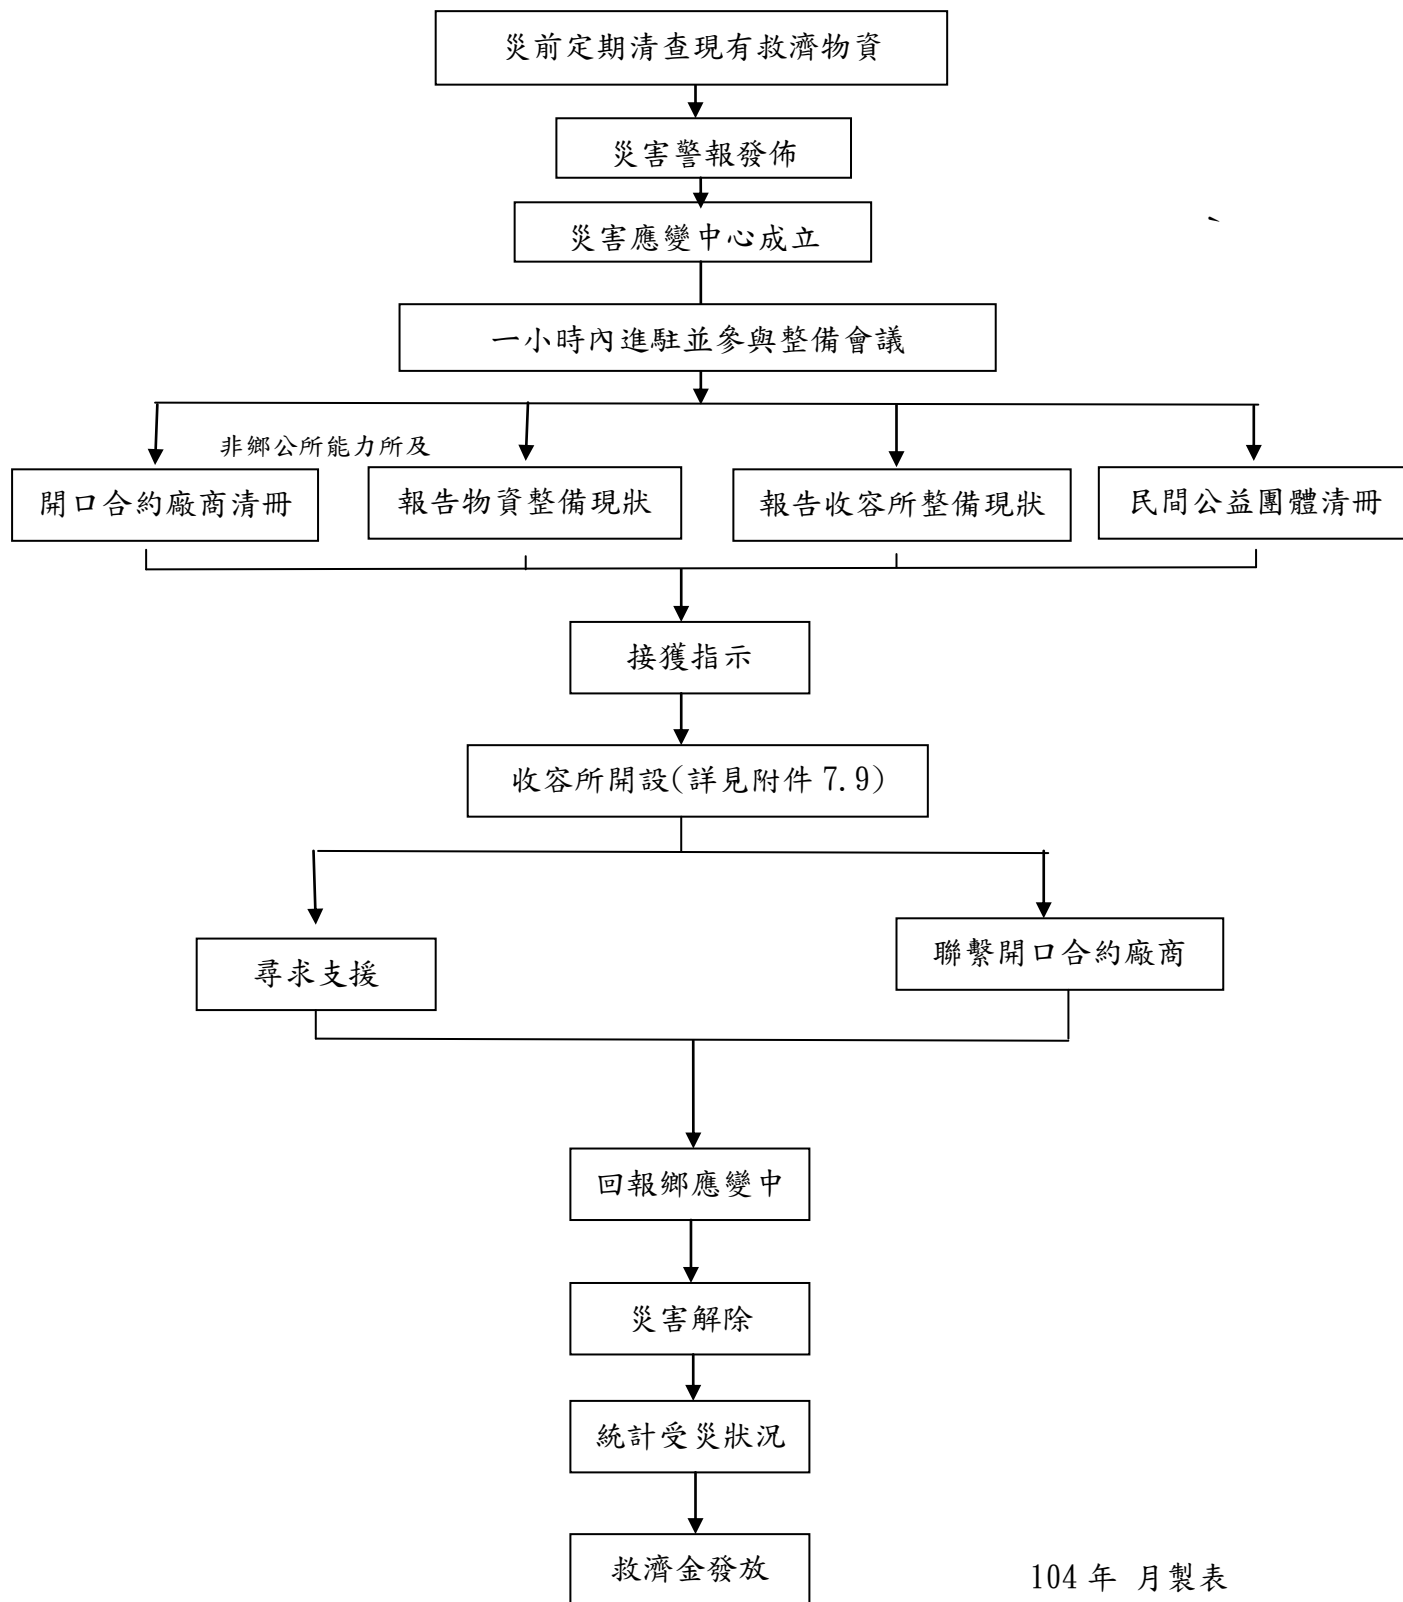 災前定期清查現有救濟物資
災害警報發佈
災害應變中心成立
、
一小時內進駐並參與整備會議
非鄉公所能力所及
開口合約廠商清冊
報告物資整備現狀
報告收容所整備現狀
民間公益團體清冊
接獲指示
收容所開設(詳見附件 7.9)
尋求支援
聯繫開口合約廠商
回報鄉應變中
災害解除
統計受災狀況
救濟金發放
104 年 月製表